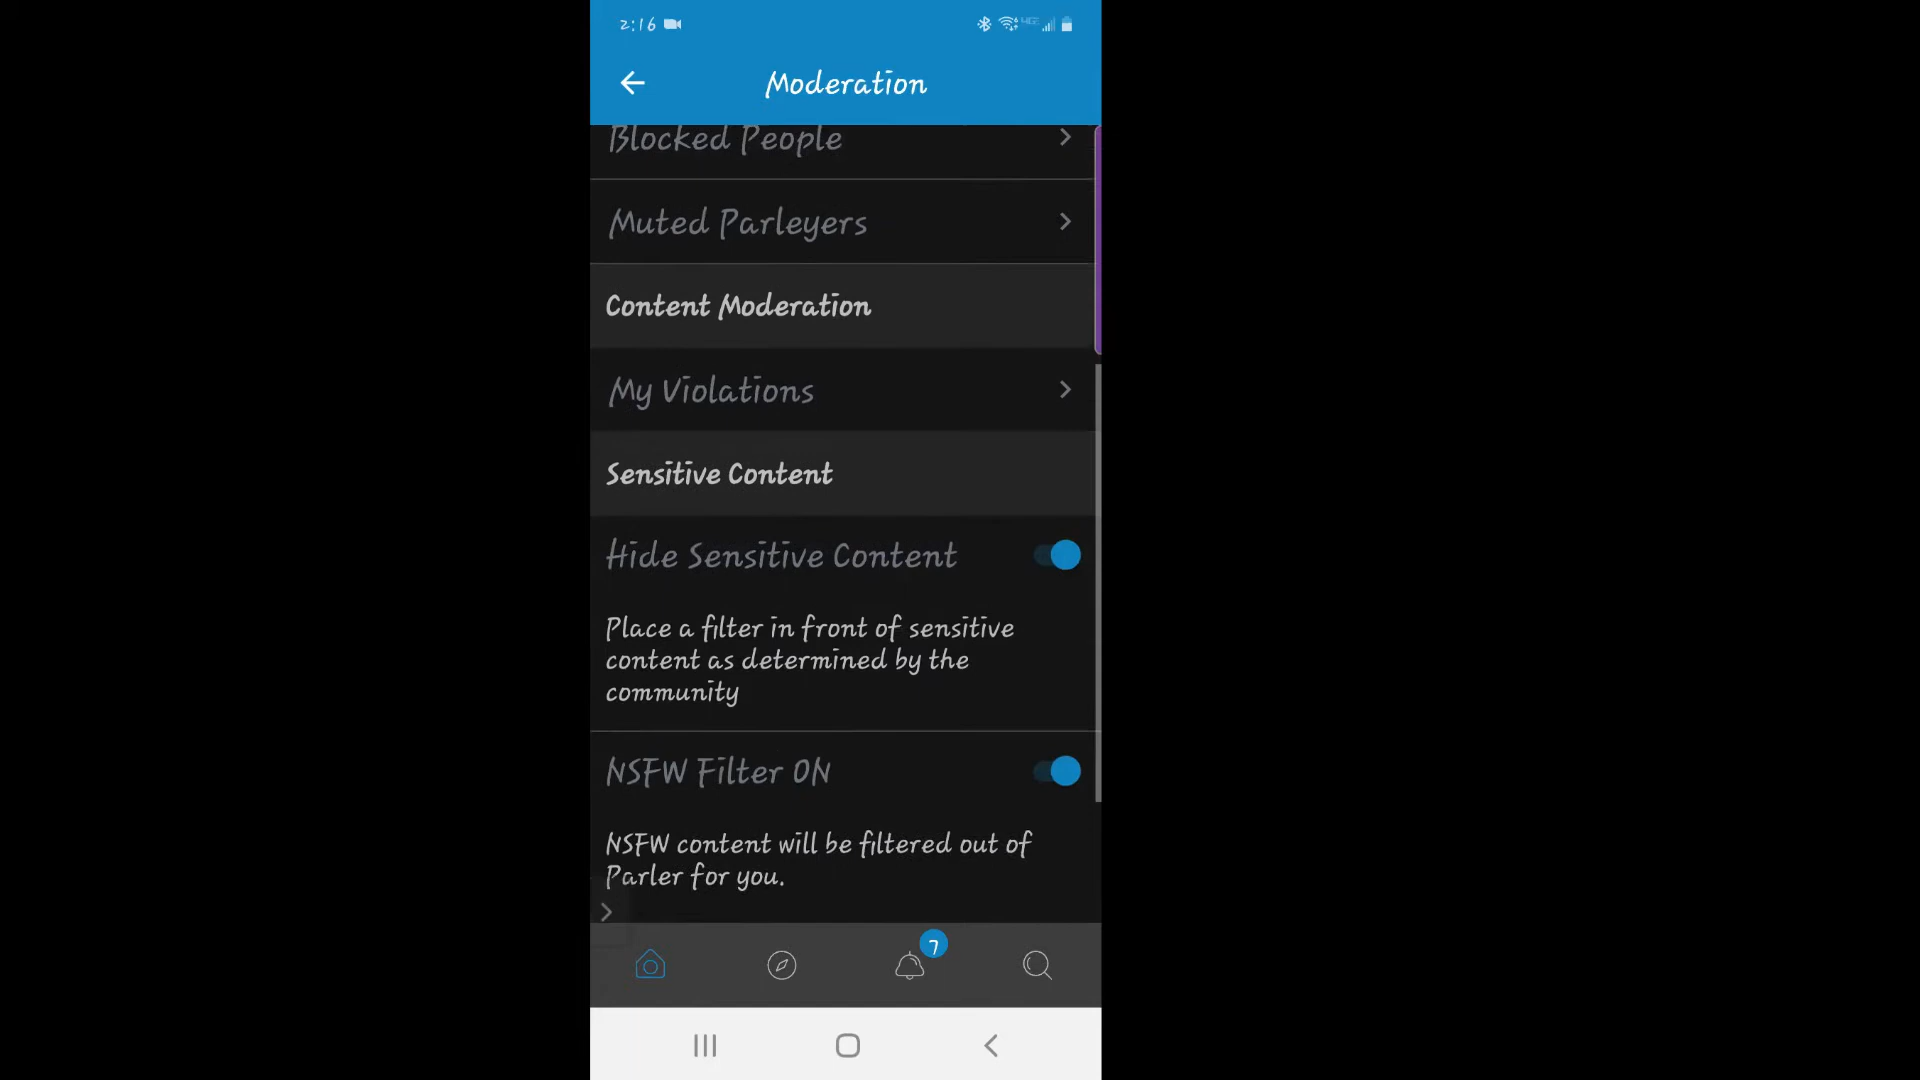 2:16
Moderation
Blocked People
Muted Parleyers
Content Moderation
My Violations
Sensitive Content
Hide Sensitive Content
Place a filter in front of sensitive
content as determined by the
community
NSFW Filter ON
NSFW content will be filtered out of
Parler for you.
7